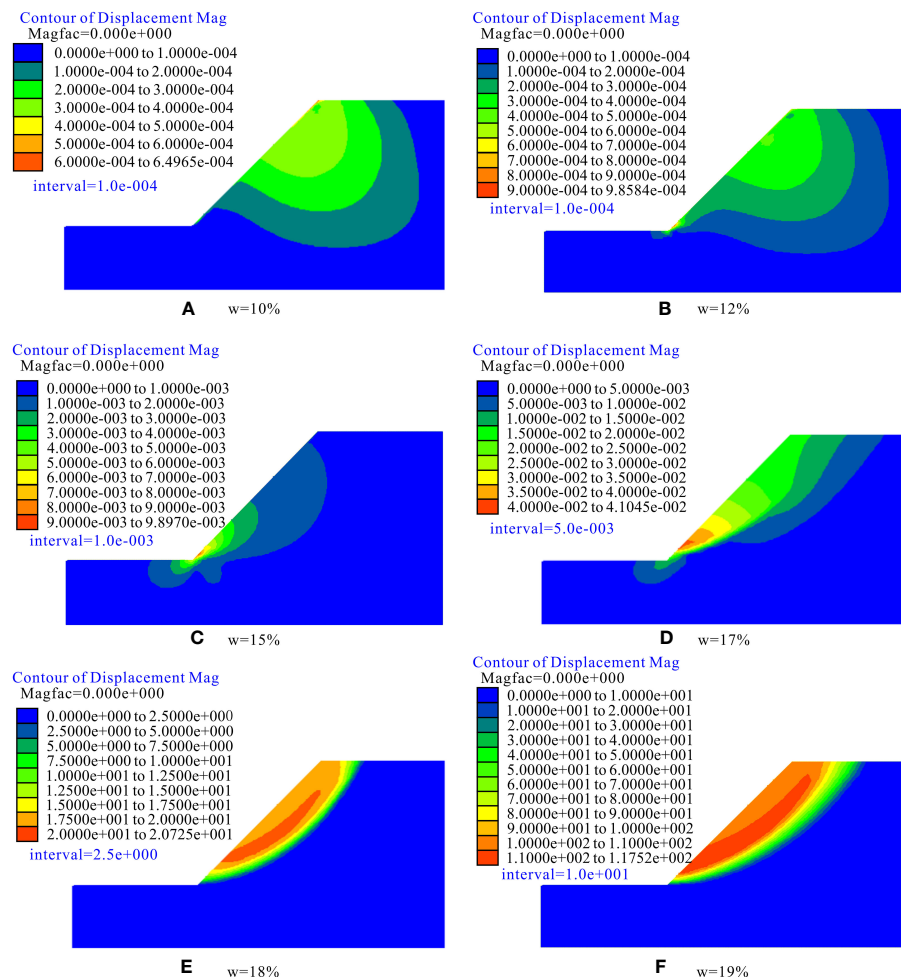 Contour of Displacement Mag
Magfac=0.000e+000
0.0000e+000 to 1.0000e-004
1.0000e-004 to 2.0000e-004
2.0000e-004 to 3.0000e-004
3.0000e-004 to 4.0000e-004
4.0000e-004 to 5.0000e-004
5.0000e-004 to 6.0000e-004
6.0000e-004 to 6.4965e-004
interval=1.0e-004
A w=10%
Contour of Displacement Mag
Magfac=0.000e+000
0.0000e+000 to 1.0000e-004
1.0000e-004 to 2.0000e-004
2.0000e-004 to 3.0000e-004
3.0000e-004 to 4.0000e-004
4.0000e-004 to 5.0000e-004
5.0000e-004 to 6.0000e-004
6.0000e-004 to 7.0000e-004
7.0000e-004 to 8.0000e-004
8.0000e-004 to 9.0000e-004
9.0000e-004 to 9.8584e-004
interval=1.0e-004
B w=12%
Contour of Displacement Mag
Magfac=0.000e+000
0.0000e+000 to 1.0000e-003
1.0000e-003 to 2.0000e-003
2.0000e-003 to 3.0000e-003
3.0000e-003 to 4.0000e-003
4.0000e-003 to 5.0000e-003
5.0000e-003 to 6.0000e-003
6.0000e-003 to 7.0000e-003
7.0000e-003 to 8.0000e-003
8.0000e-003 to 9.0000e-003
9.0000e-003 to 9.8970e-003
interval=1.0e-003
C w=15%
Contour of Displacement Mag
Magfac=0.000e+000
0.0000e+000 to 5.0000e-003
5.0000e-003 to 1.0000e-002
1.0000e-002 to 1.5000e-002
1.5000e-002 to 2.0000e-002
2.0000e-002 to 2.5000e-002
2.5000e-002 to 3.0000e-002
3.0000e-002 to 3.5000e-002
3.5000e-002 to 4.0000e-002
4.0000e-002 to 4.1045e-002
interval=5.0e-003
D w=17%
Contour of Displacement Mag
Magfac=0.000e+000
0.0000e+000 to 2.5000e+000
2.5000e+000 to 5.0000e+000
5.0000e+000 to 7.5000e+000
7.5000e+000 to 1.0000e+001
1.0000e+001 to 1.2500e+001
1.2500e+001 to 1.5000e+001
1.5000e+001 to 1.7500e+001
1.7500e+001 to 2.0000e+001
2.0000e+001 to 2.0725e+001
interval=2.5e+000
E w=18%
Contour of Displacement Mag
Magfac=0.000e+000
0.0000e+000 to 1.0000e+001
1.0000e+001 to 2.0000e+001
2.0000e+001 to 3.0000e+001
3.0000e+001 to 4.0000e+001
4.0000e+001 to 5.0000e+001
5.0000e+001 to 6.0000e+001
6.0000e+001 to 7.0000e+001
7.0000e+001 to 8.0000e+001
8.0000e+001 to 9.0000e+001
9.0000e+001 to 1.0000e+002
1.0000e+002 to 1.1000e+002
1.1000e+002 to 1.1752e+002
interval=1.0e+001
F w=19%